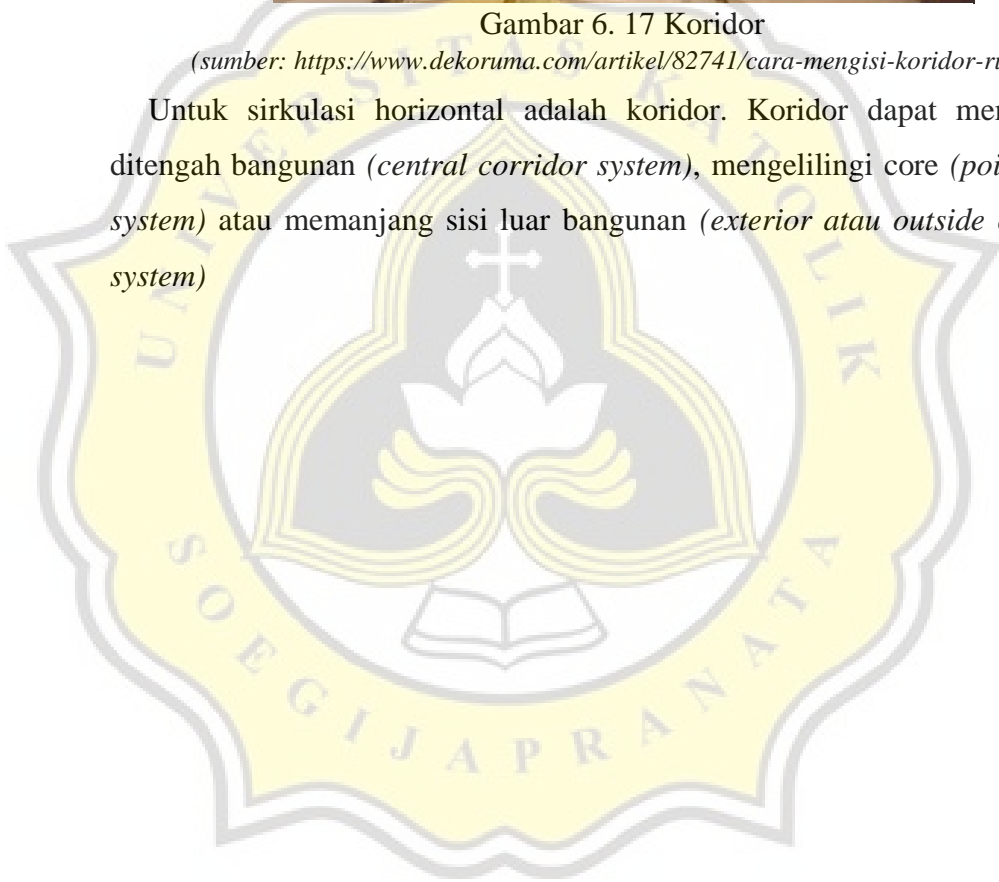 Gambar 6. 17 Koridor
(sumber: https://www.dekoruma.com/artikel/82741/cara-mengisi-koridor-ru
Untuk sirkulasi horizontal adalah koridor. Koridor dapat mem
ditengah bangunan (central corridor system), mengelilingi core (poi
system) atau memanjang sisi luar bangunan (exterior atau outside
system)
UNIVERSITAS KATOLIK
SOEGIJAPRANATA